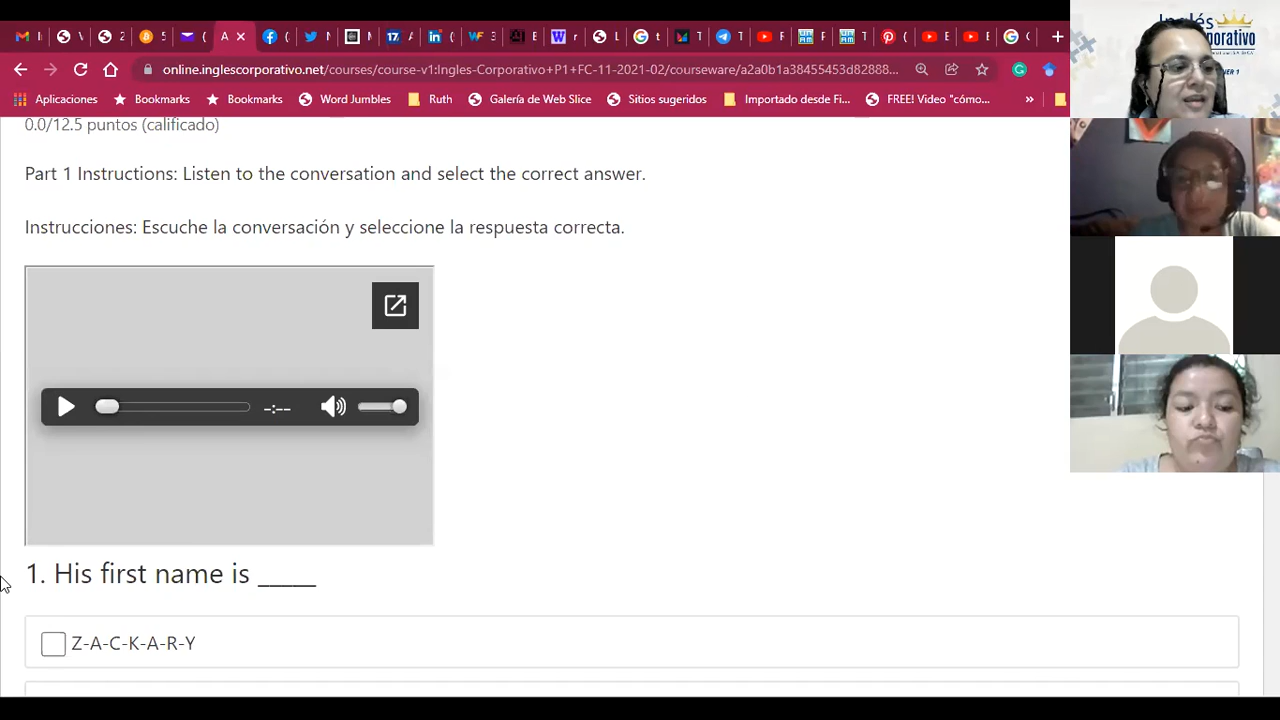 A
online.inglescorporativo.net/courses/course-v1:Ingles-Corporativo+P1+FC-11-2021-02/courseware/a2a0b1a38455453d82888...
Aplicaciones Bookmarks Bookmarks Word Jumbles Ruth Galería de Web Slice Sitios sugeridos Importado desde Fi... FREE! Video "cómo... »
0.0/12.5 puntos (calificado)
Part 1 Instructions: Listen to the conversation and select the correct answer.
Instrucciones: Escuche la conversación y seleccione la respuesta correcta.
-:--
1. His first name is _____
Z-A-C-K-A-R-Y